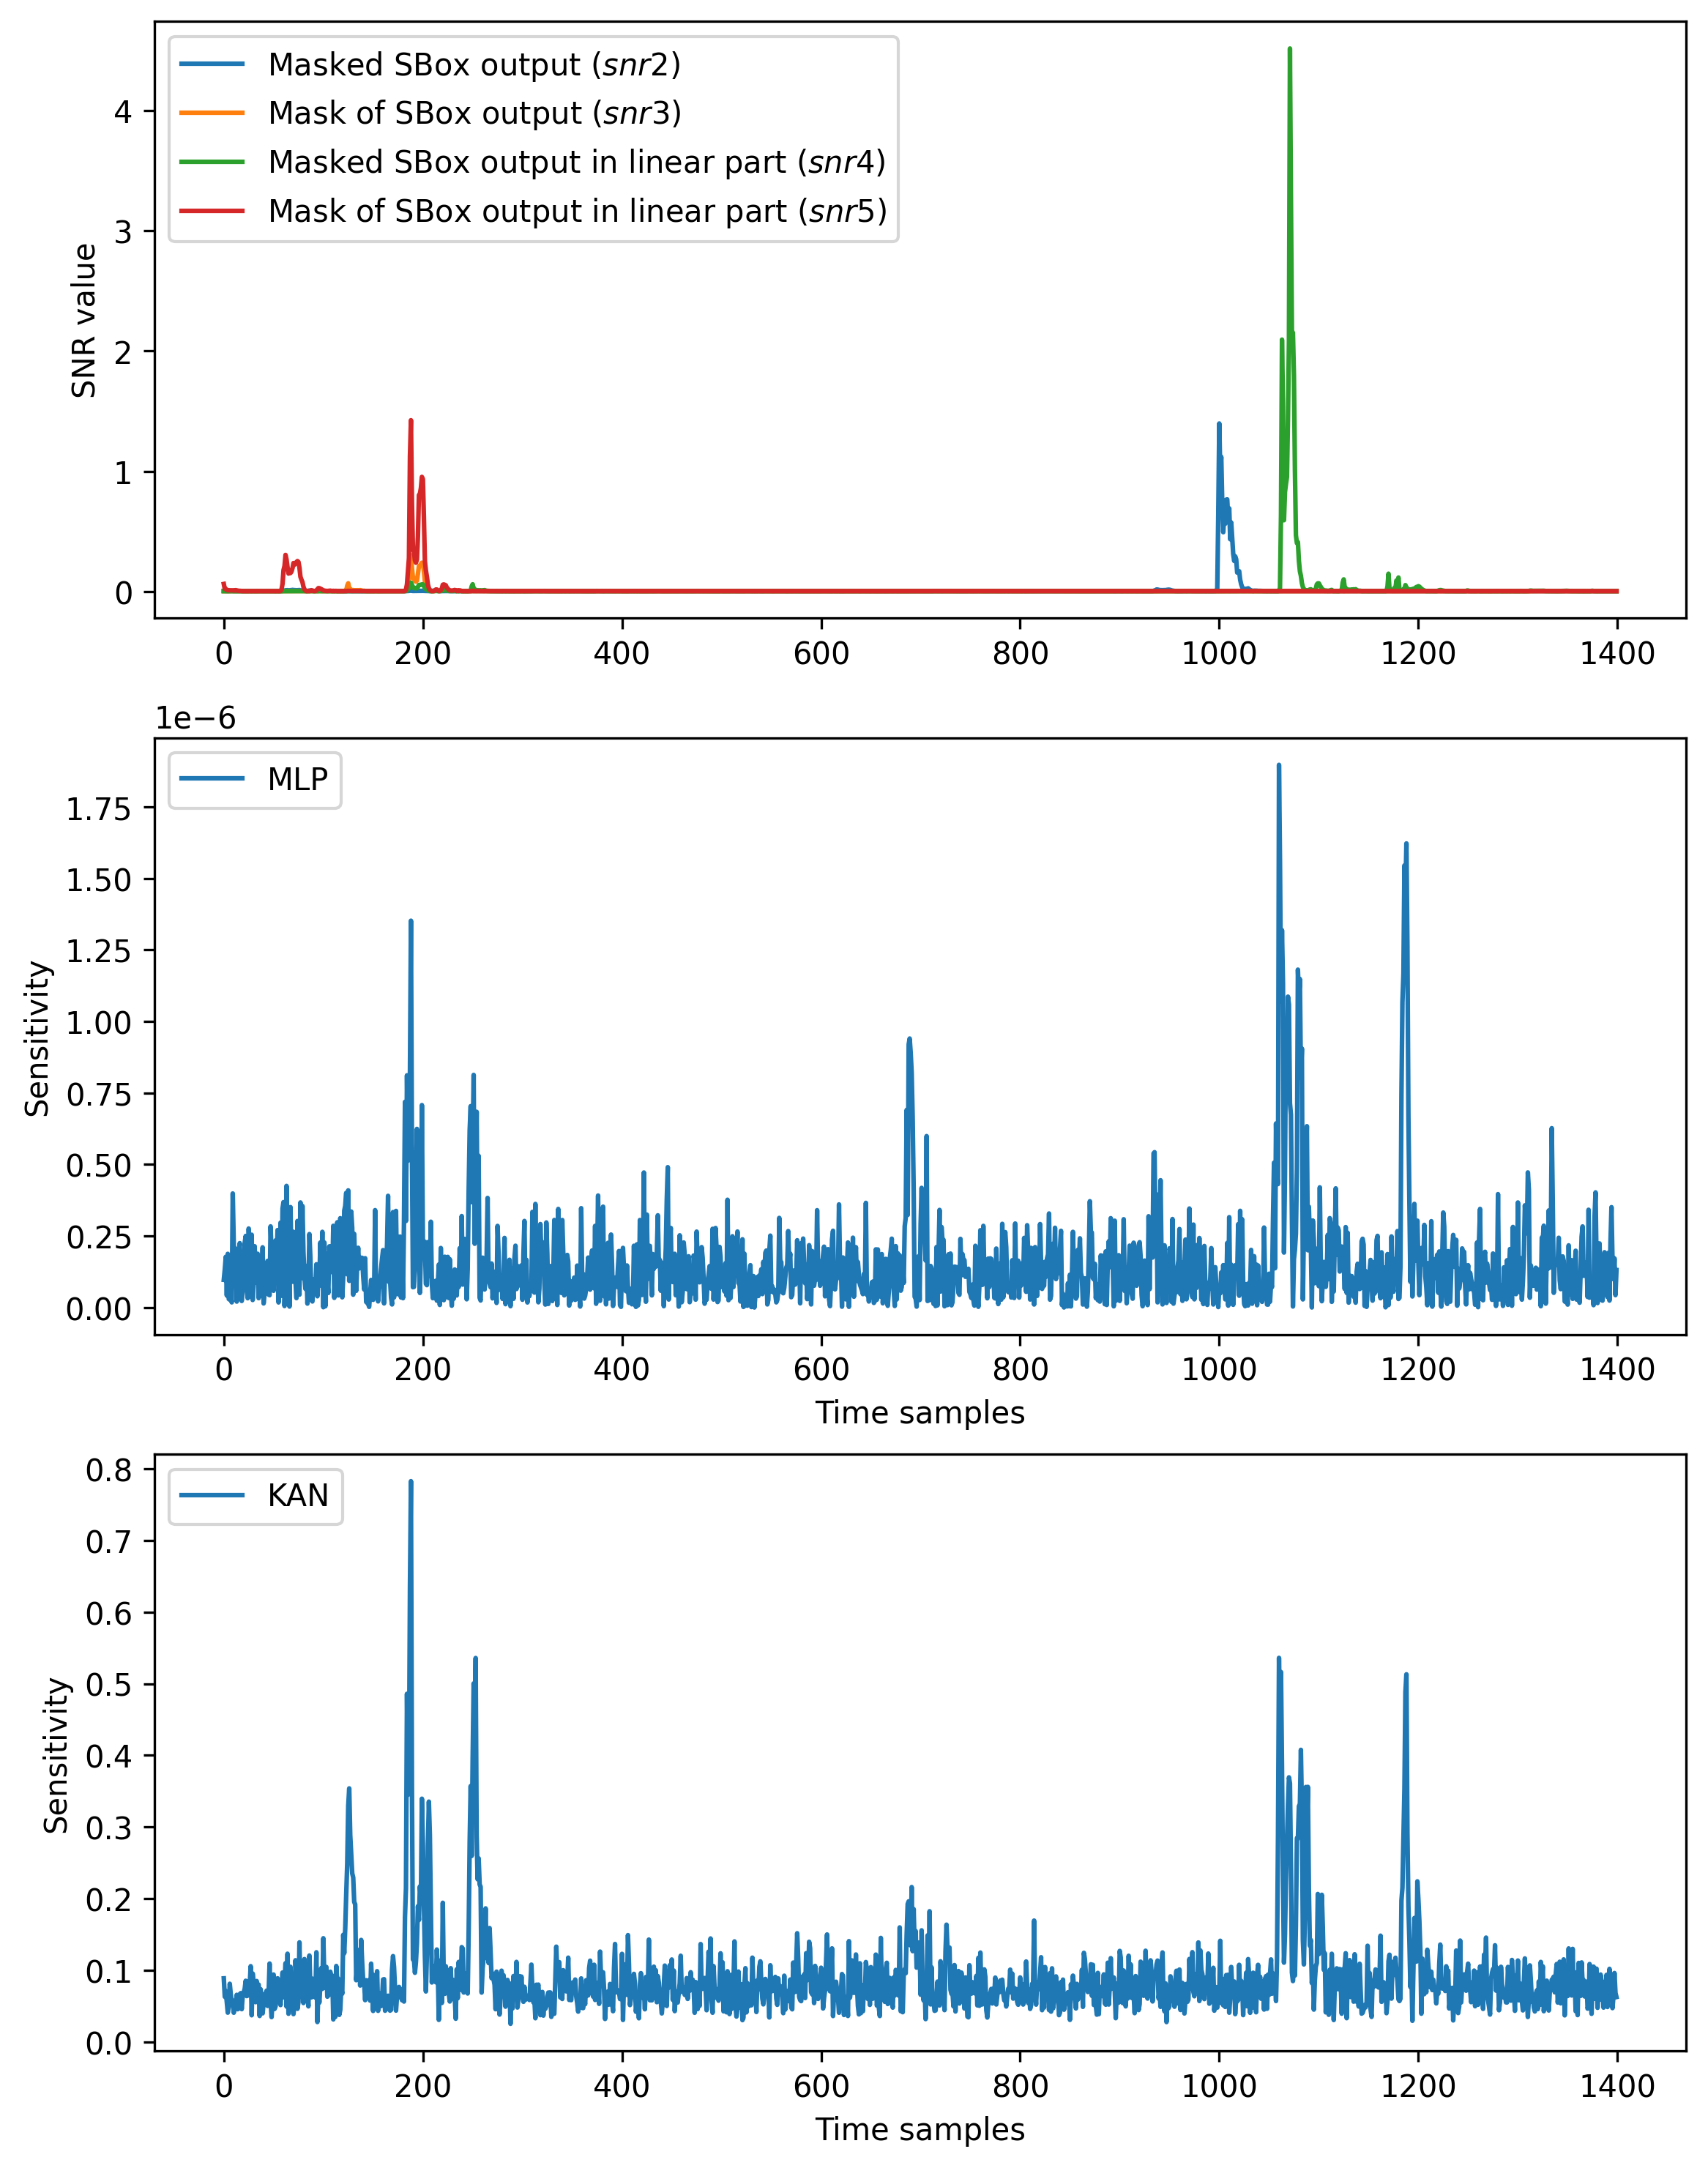 Masked SBox output (snr2)
Mask of SBox output (snr3)
Masked SBox output in linear part (snr4)
Mask of SBox output in linear part (snr5)
SNR value
4
3
2
1
0
0 200 400 600 800 1000 1200 1400
1e−6
MLP
Sensitivity
1.75
1.50
1.25
1.00
0.75
0.50
0.25
0.00
0 200 400 600 800 1000 1200 1400
Time samples
KAN
Sensitivity
0.8
0.7
0.6
0.5
0.4
0.3
0.2
0.1
0.0
0 200 400 600 800 1000 1200 1400
Time samples